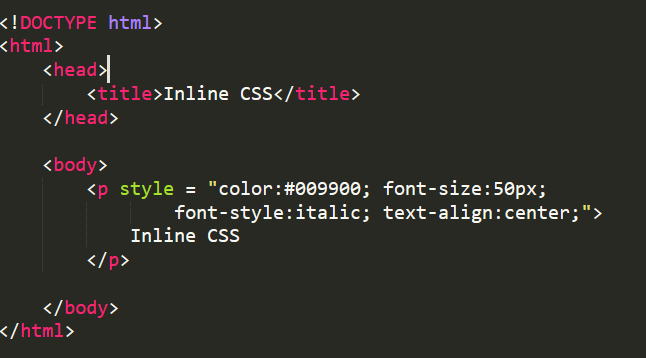 <!DOCTYPE html>
<html>
    <head>
        <title>Inline CSS</title>
    </head>

    <body>
        <p style = "color:#009900; font-size:50px;
                font-style:italic; text-align:center;">
            Inline CSS
        </p>

    </body>
</html>